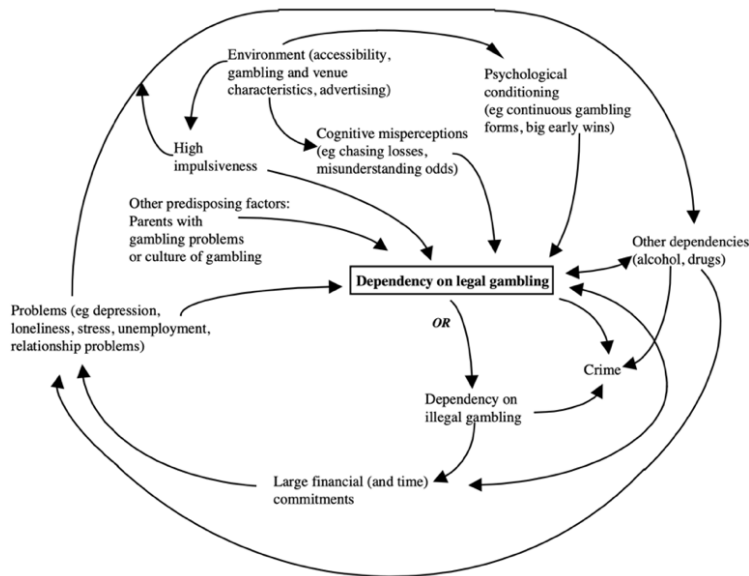 Environment (accessibility,
gambling and venue
characteristics, advertising)
Psychological
conditioning
(eg continuous gambling
forms, big early wins)
High
impulsiveness
Cognitive misperceptions
(eg chasing losses,
misunderstanding odds)
Other predisposing factors:
Parents with
gambling problems
or culture of gambling
Other dependencies
(alcohol, drugs)
Dependency on legal gambling
Problems (eg depression,
loneliness, stress, unemployment,
relationship problems)
OR
Crime
Dependency on
illegal gambling
Large financial (and time)
commitments